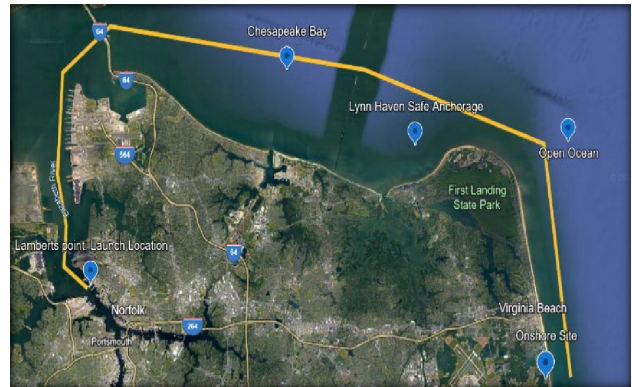 64
Chesapeake Bay
64
Lynn Haven Safe Anchorage
Open Ocean
564
First Landing
State Park
Lamberts point Launch Location
64
Norfolk
Virginia Beach
264
Portsmouth
Onshore Site